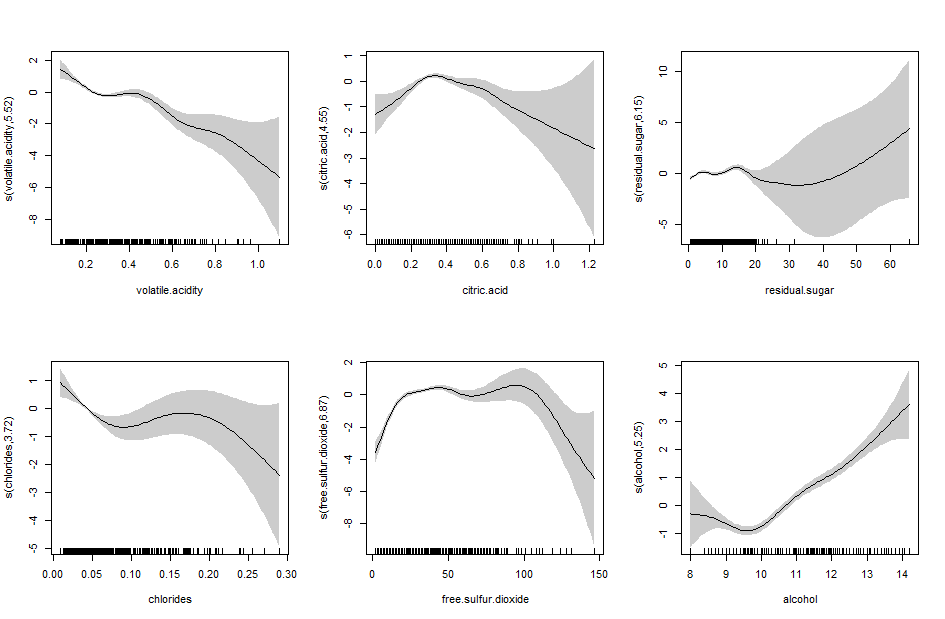 s(volatile.acidity,5.52)
2
0
-2
-4
-6
-8
0.2 0.4 0.6 0.8 1.0
volatile.acidity
s(citric.acid,4.55)
1
0
-1
-2
-3
-4
-5
-6
0.0 0.2 0.4 0.6 0.8 1.0 1.2
citric.acid
s(residual.sugar,6.15)
10
5
0
-5
0 10 20 30 40 50 60
residual.sugar
s(chlorides,3.72)
1
0
-1
-2
-3
-4
-5
0.00 0.05 0.10 0.15 0.20 0.25 0.30
chlorides
s(free.sulfur.dioxide,6.87)
2
0
-2
-4
-6
-8
0 50 100 150
free.sulfur.dioxide
s(alcohol,5.25)
5
4
3
2
1
0
-1
8 9 10 11 12 13 14
alcohol